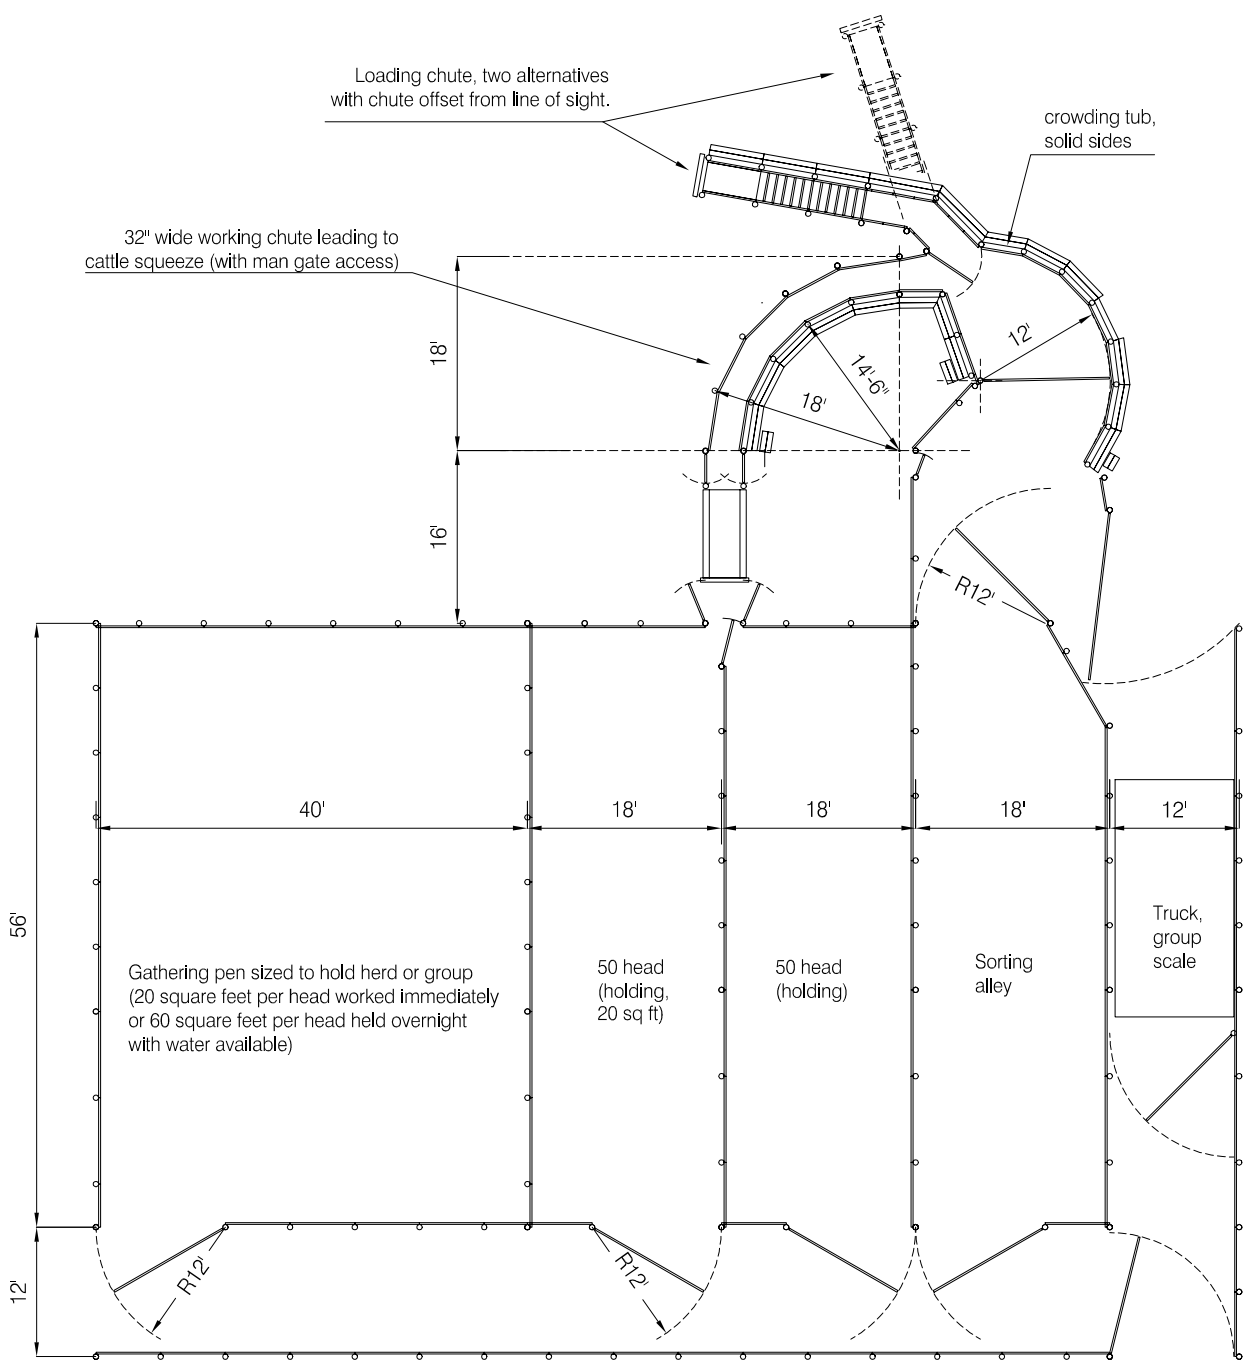 Loading chute, two alternatives
with chute offset from line of sight.
crowding tub,
solid sides
32" wide working chute leading to
cattle squeeze (with man gate access)
18'
12'
14'-6"
18'
16'
R12'
40'
18'
18'
18'
12'
56'
Truck,
group
scale
Gathering pen sized to hold herd or group
(20 square feet per head worked immediately
or 60 square feet per head held overnight
with water available)
50 head
(holding,
20 sq ft)
50 head
(holding)
Sorting
alley
12'
R12'
R12'